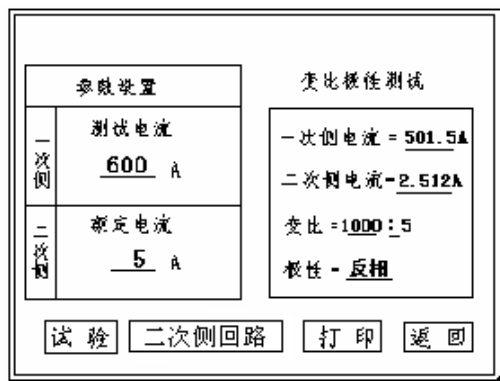 参数设置
一次侧
测试电流
600 A
二次侧
额定电流
5 A
变比极性测试
一次侧电流 = 501.5A
二次侧电流=2.512A
变比 =1000:5
极性 = 反相
试 验
二次侧回路
打 印
返 回